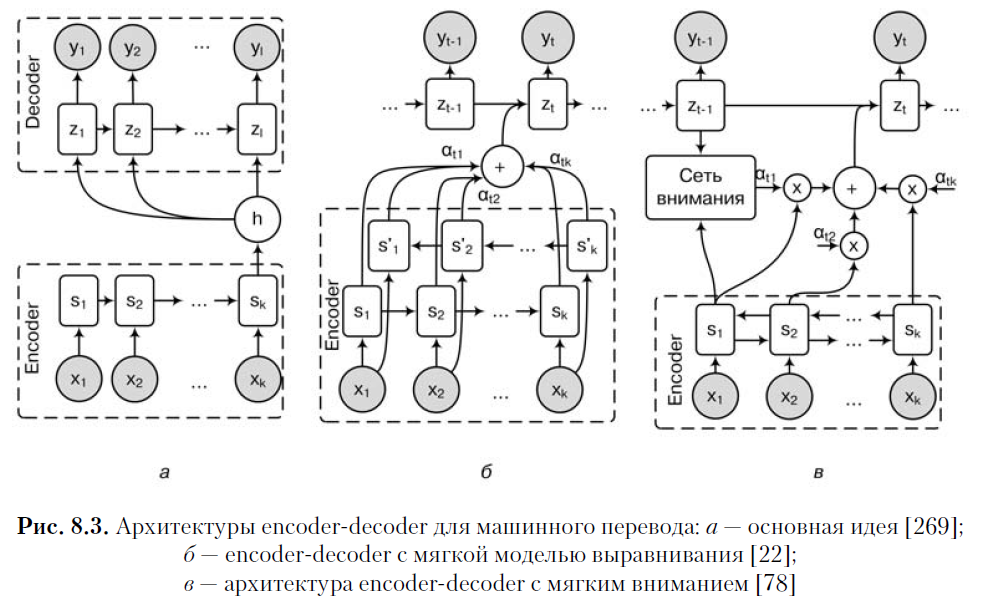 Decoder
y1 y2 ... yl
z1 z2 ... zl
h
Encoder
s1 s2 ... sk
x1 x2 ... xk
а
yt-1 yt
... zt-1 zt ...
αt1 + αtk
αt2
Encoder
s'1 s'2 ... s'k
s1 s2 ... sk
x1 x2 ... xk
б
yt-1 yt
... zt-1 zt ...
Сеть
внимания
αt1 x + x αtk
αt2 x
Encoder
...
s1 s2 sk
...
x1 x2 ... xk
в
Рис. 8.3. Архитектуры encoder-decoder для машинного перевода: а — основная идея [269];
б — encoder-decoder с мягкой моделью выравнивания [22];
в — архитектура encoder-decoder с мягким вниманием [78]